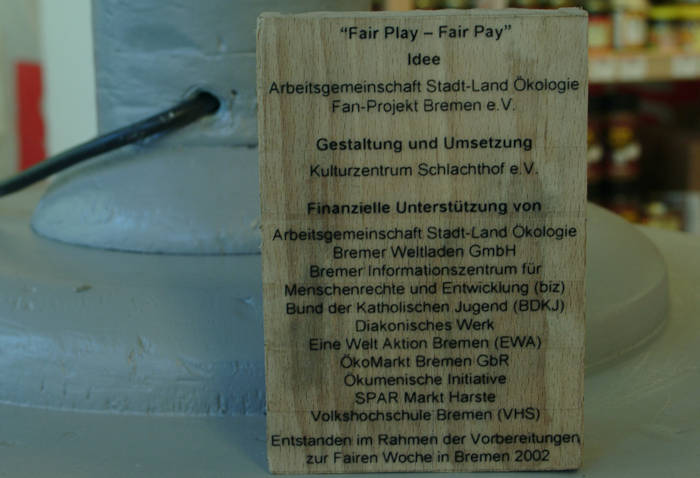 "Fair Play – Fair Pay"
Idee
Arbeitsgemeinschaft Stadt-Land Ökologie
Fan-Projekt Bremen e.V.
Gestaltung und Umsetzung
Kulturzentrum Schlachthof e.V.
Finanzielle Unterstützung von
Arbeitsgemeinschaft Stadt-Land Ökologie
Bremer Weltladen GmbH
Bremer Informationszentrum für
Menschenrechte und Entwicklung (biz)
Bund der Katholischen Jugend (BDKJ)
Diakonisches Werk
Eine Welt Aktion Bremen (EWA)
ÖkoMarkt Bremen GbR
Ökumenische Initiative
SPAR Markt Harste
Volkshochschule Bremen (VHS)
Entstanden im Rahmen der Vorbereitungen
zur Fairen Woche in Bremen 2002